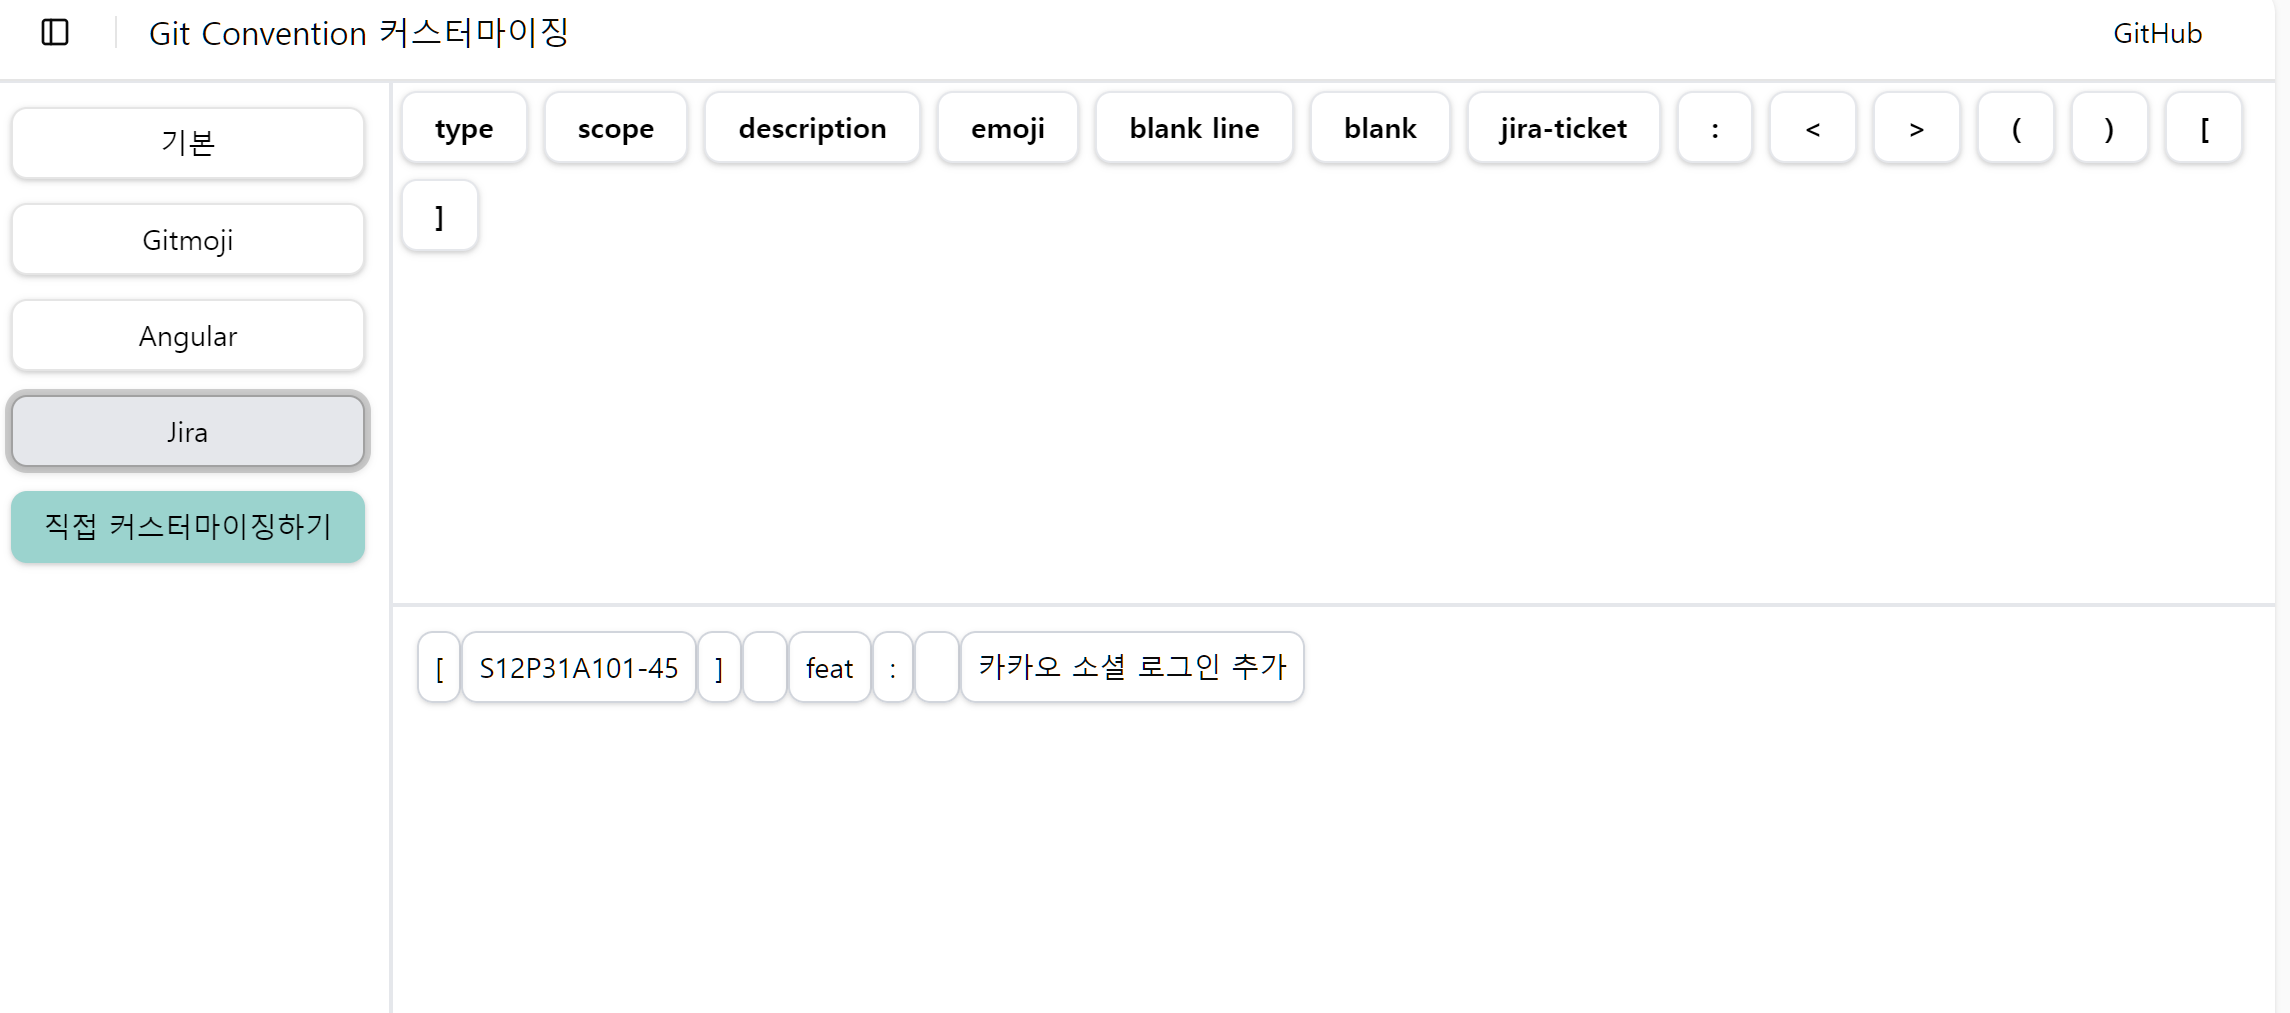 Git Convention 커스터마이징
GitHub
기본
Gitmoji
Angular
Jira
직접 커스터마이징하기
type scope description emoji blank line blank jira-ticket : < > ( ) [
]
[ S12P31A101-45 ] feat : 카카오 소셜 로그인 추가